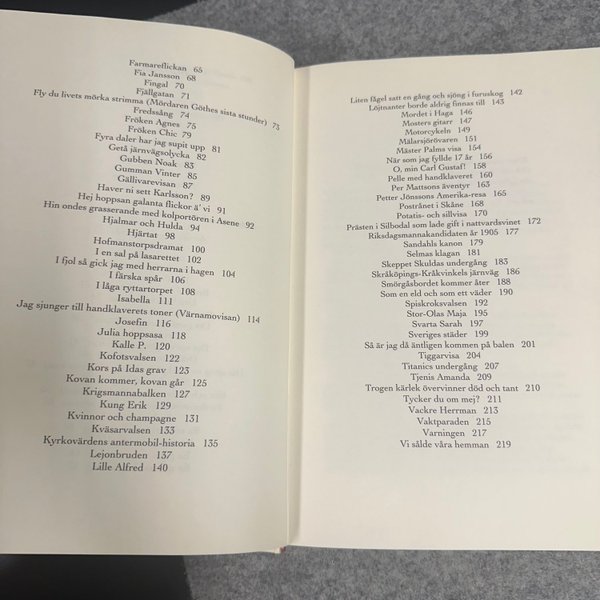 Farmareflickan 65
Fia Jansson 68
Fingal 70
Fjällgatan 71
Fly du livets mörka strimma (Mördaren Göthes sista stunder) 73
Fredssång 74
Fröken Agnes 75
Fröken Chic 79
Fyra daler har jag supit upp 81
Getå järnvägsolycka 82
Gubben Noak 83
Gumman Vinter 85
Gällivarevisan 87
Haver ni sett Karlsson? 89
Hej hoppsan galanta flickor ä' vi 91
Hin ondes grasserande med kolportören i Åsene 92
Hjalmar och Hulda 94
Hjärtat 98
Hofmanstorpsdramat 100
I en sal på lasarettet 102
I fjol så gick jag med herrarna i hagen 104
I färska spår 106
I låga ryttartorpet 108
Isabella 111
Jag sjunger till handklaverets toner (Värnamovisan) 114
Josefin 116
Julia hoppsasa 118
Kalle P. 120
Kofotsvalsen 122
Kors på Idas grav 123
Kovan kommer, kovan går 125
Krigsmannabalken 127
Kung Erik 129
Kvinnor och champagne 131
Kväsarvalsen 133
Kyrkovärdens antermobil-historia 135
Lejonbruden 137
Lille Alfred 140
Liten fågel satt en gång och sjöng i furuskog 142
Löjtnanter borde aldrig finnas till 143
Mordet i Haga 146
Mosters gitarr 147
Motorcykeln 149
Mälarsjörövaren 151
Mäster Palms visa 154
När som jag fyllde 17 år 156
O, min Carl Gustaf! 158
Pelle med handklaveret 160
Per Mattsons äventyr 163
Petter Jönssons Amerika-resa 165
Postrånet i Skåne 168
Potatis- och sillvisa 170
Prästen i Silbodal som lade gift i nattvardsvinet 172
Riksdagsmannakandidaten år 1905 177
Sandahls kanon 179
Selmas klagan 181
Skeppet Skuldas undergång 183
Skråköpings-Kråkvinkels järnväg 186
Smörgåsbordet kommer åter 188
Som en eld och som ett väder 190
Spiskroksvalsen 192
Stor-Olas Maja 195
Svarta Sarah 197
Sveriges städer 199
Så är jag då äntligen kommen på balen 201
Tiggarvisa 204
Titanics undergång 207
Tjenis Amanda 209
Trogen kärlek övervinner död och tant 210
Tycker du om mej? 211
Vackre Herrman 213
Vaktparaden 215
Varningen 217
Vi sålde våra hemman 219